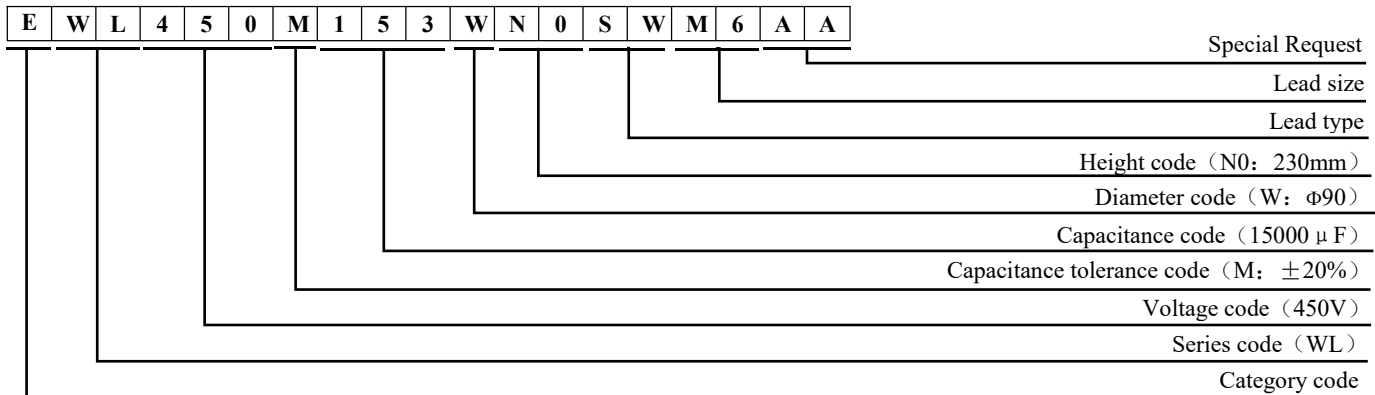 E W L 4 5 0 M 1 5 3 W N 0 S W M 6 A A
Special Request
Lead size
Lead type
Height code（N0：230mm）
Diameter code（W：Φ90）
Capacitance code（15000μF）
Capacitance tolerance code（M：±20%）
Voltage code（450V）
Series code（WL）
Category code